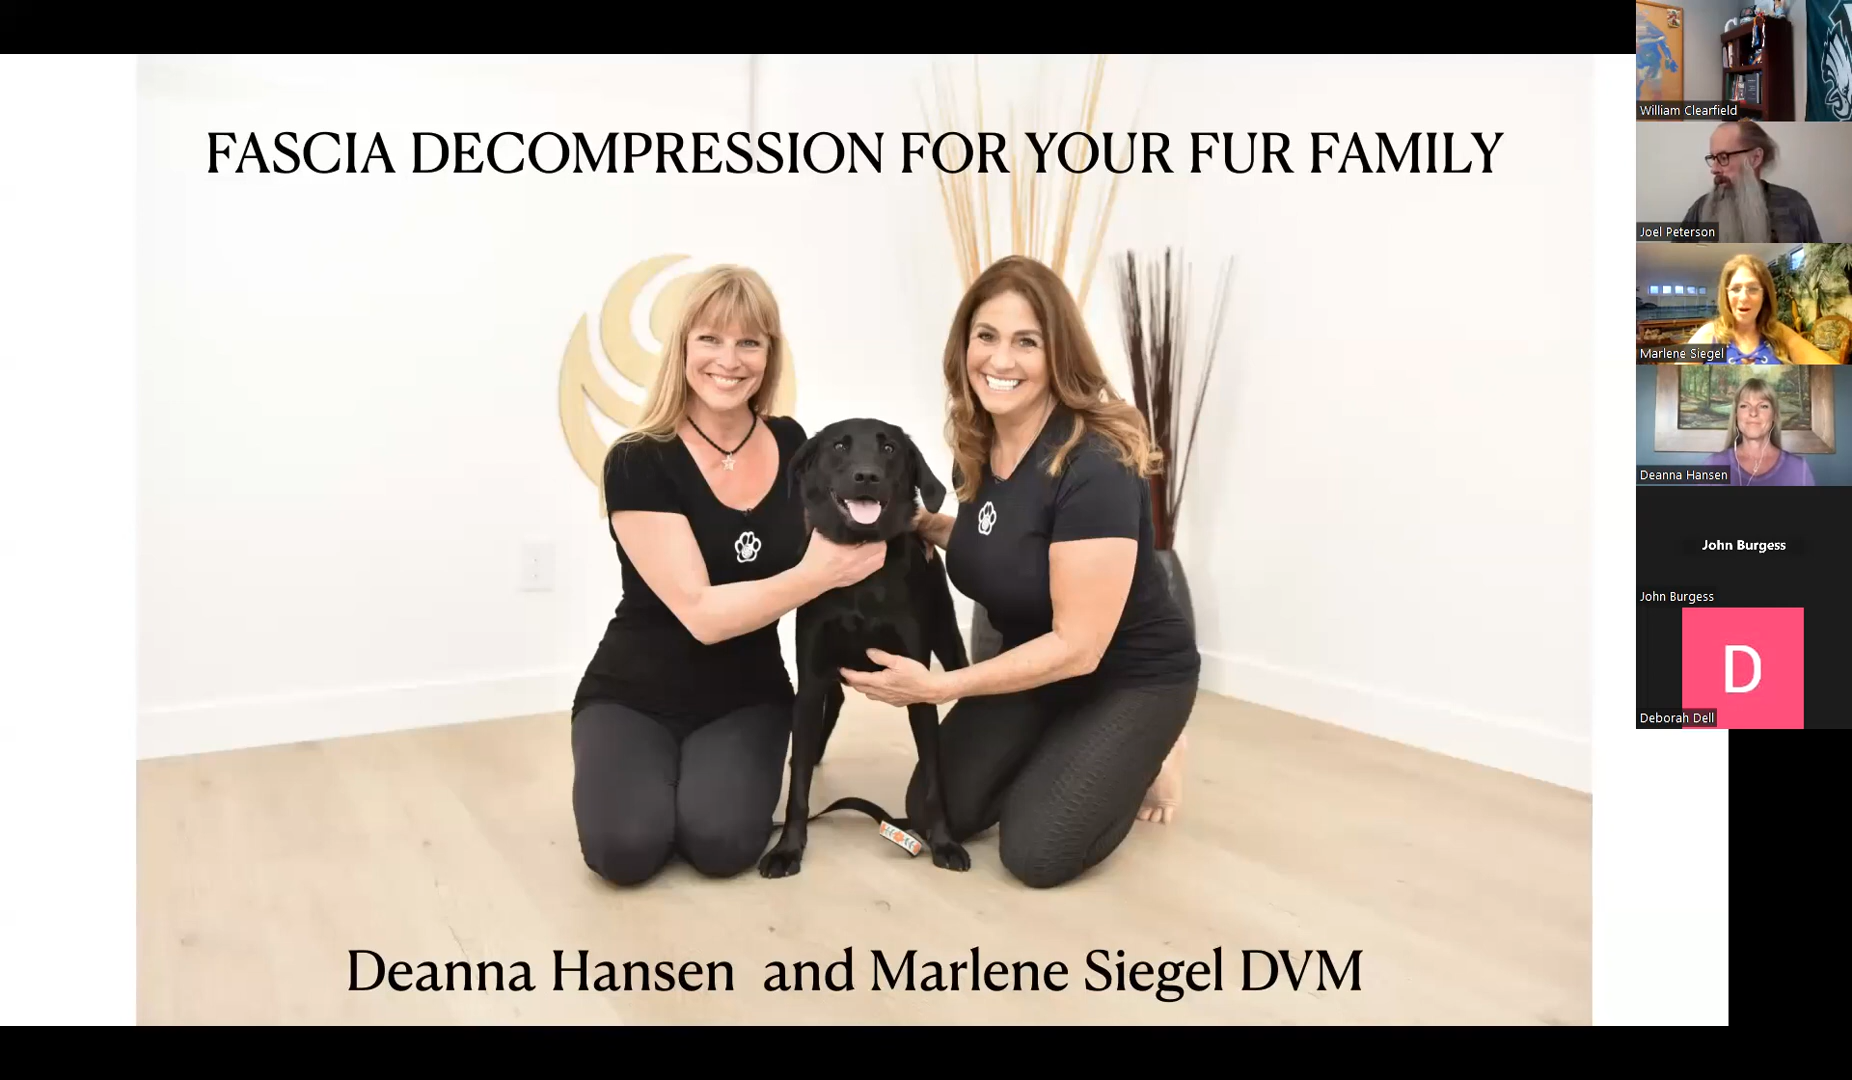 FASCIA DECOMPRESSION FOR YOUR FUR FAMILY
Deanna Hansen and Marlene Siegel DVM
William Clearfield
Joel Peterson
Marlene Siegel
Deanna Hansen
John Burgess
John Burgess
D
Deborah Dell